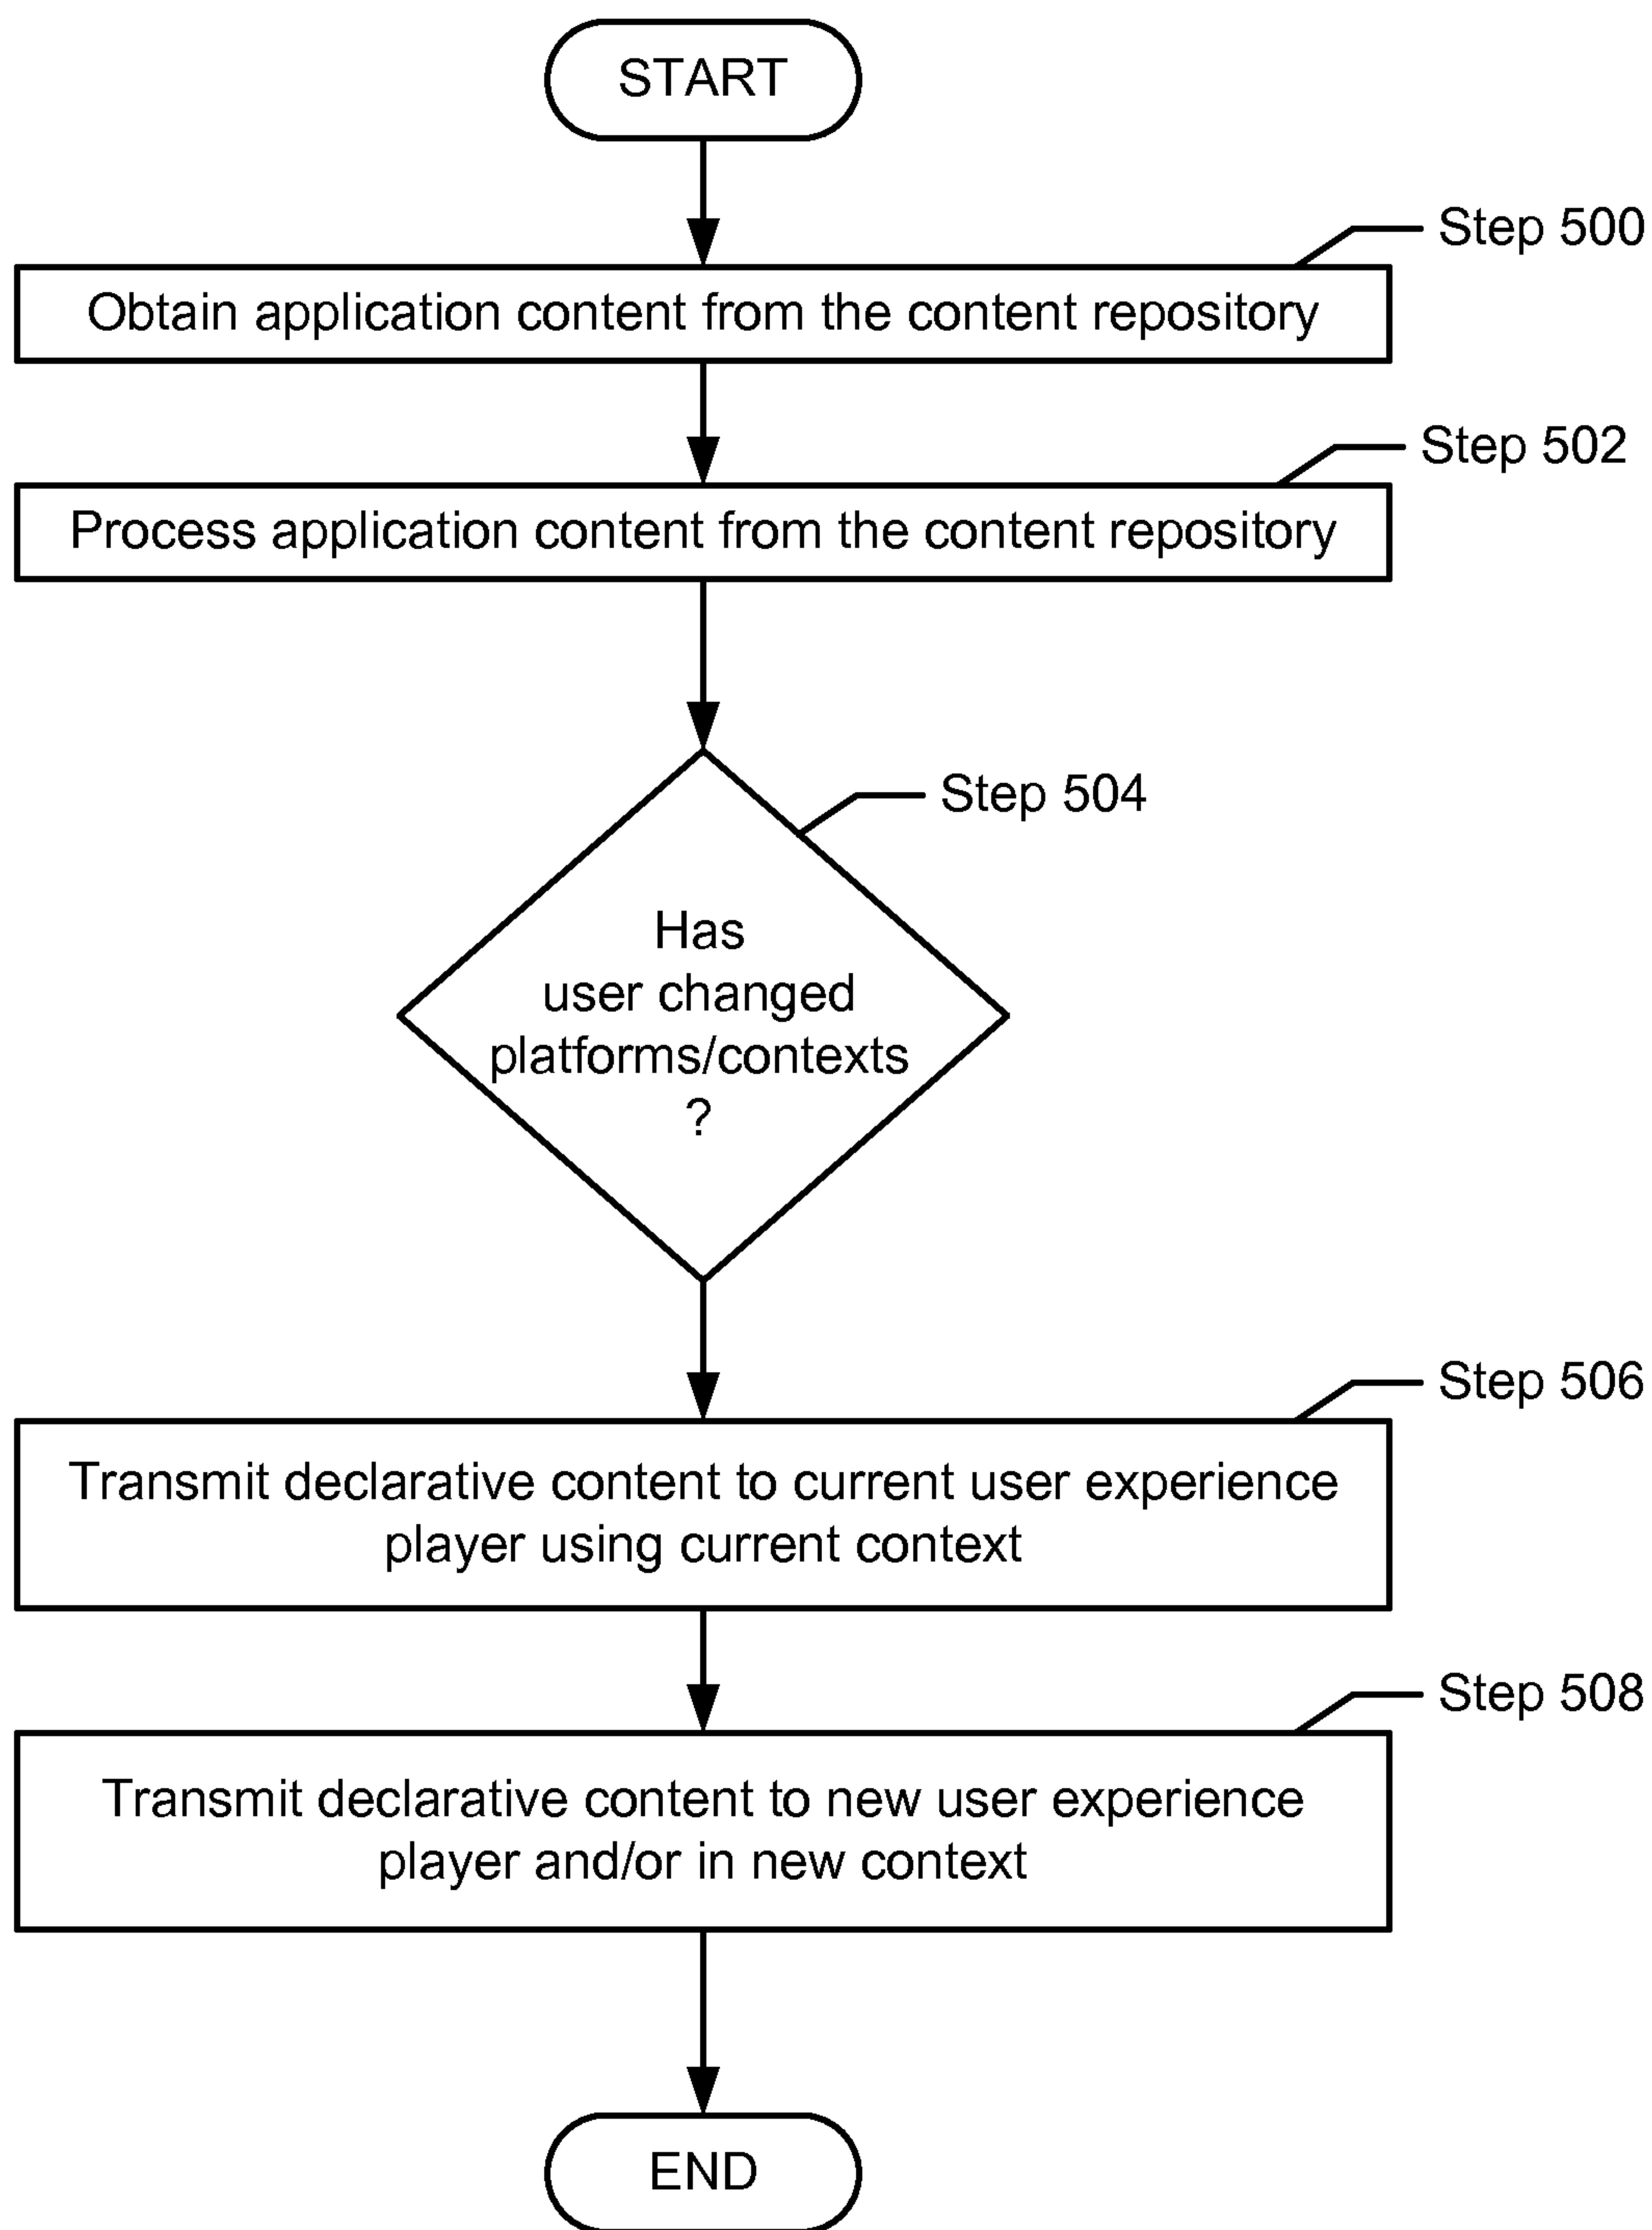 START
Step 500
Obtain application content from the content repository
Step 502
Process application content from the content repository
Step 504
Has
user changed
platforms/contexts
?
Step 506
Transmit declarative content to current user experience
player using current context
Step 508
Transmit declarative content to new user experience
player and/or in new context
END